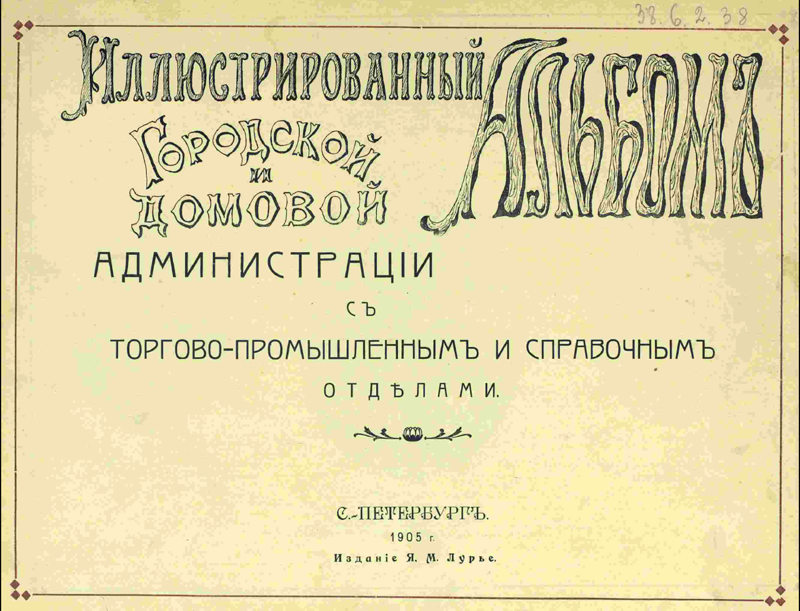 38.6.2.38
Иллюстрированный Альбомъ
Городской
и
Домовой
Администраціи
съ
торгово-промышленнымъ и справочнымъ
отдѣлами.
С.-Петербургъ.
1905 г.
Изданіе Я. М. Лурье.